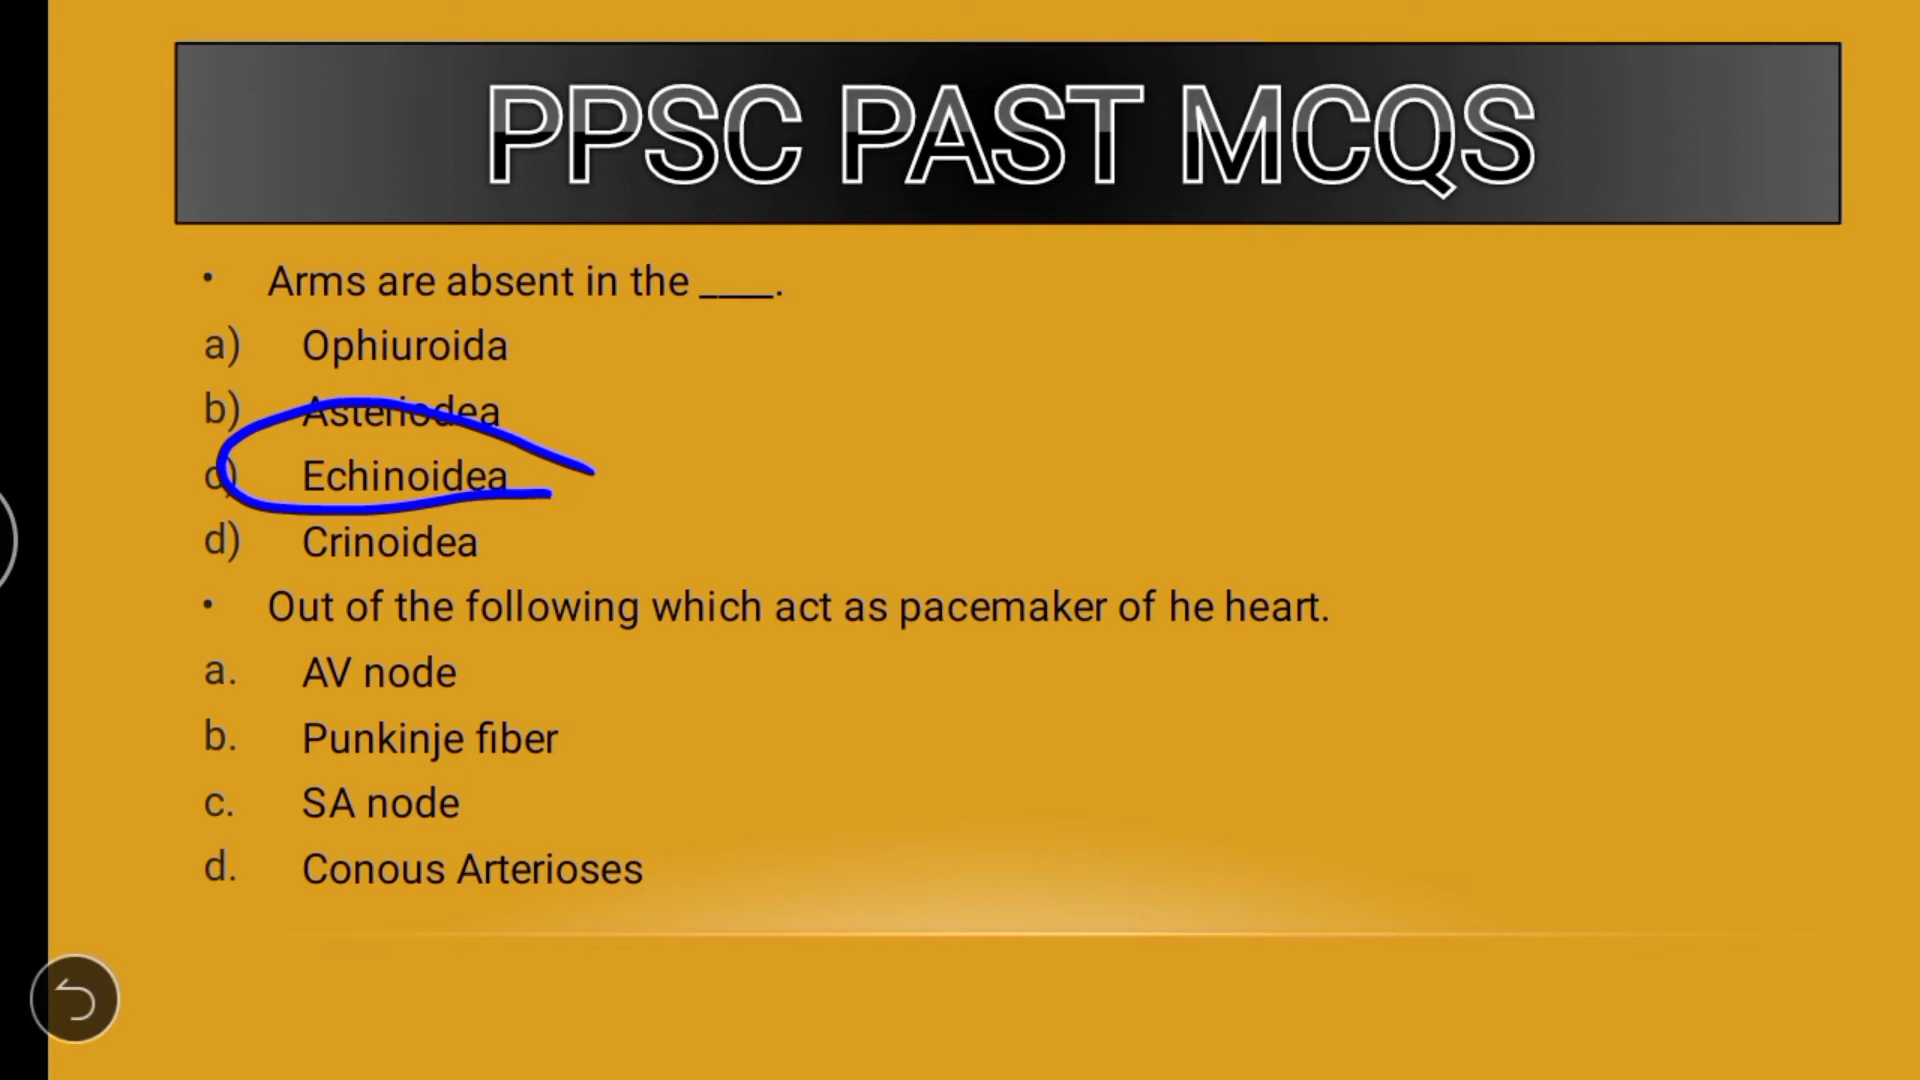 PPSC PAST MCQS
• Arms are absent in the ____.
a) Ophiuroida
b) Asteriodea
c) Echinoidea
d) Crinoidea
• Out of the following which act as pacemaker of he heart.
a. AV node
b. Punkinje fiber
c. SA node
d. Conous Arterioses